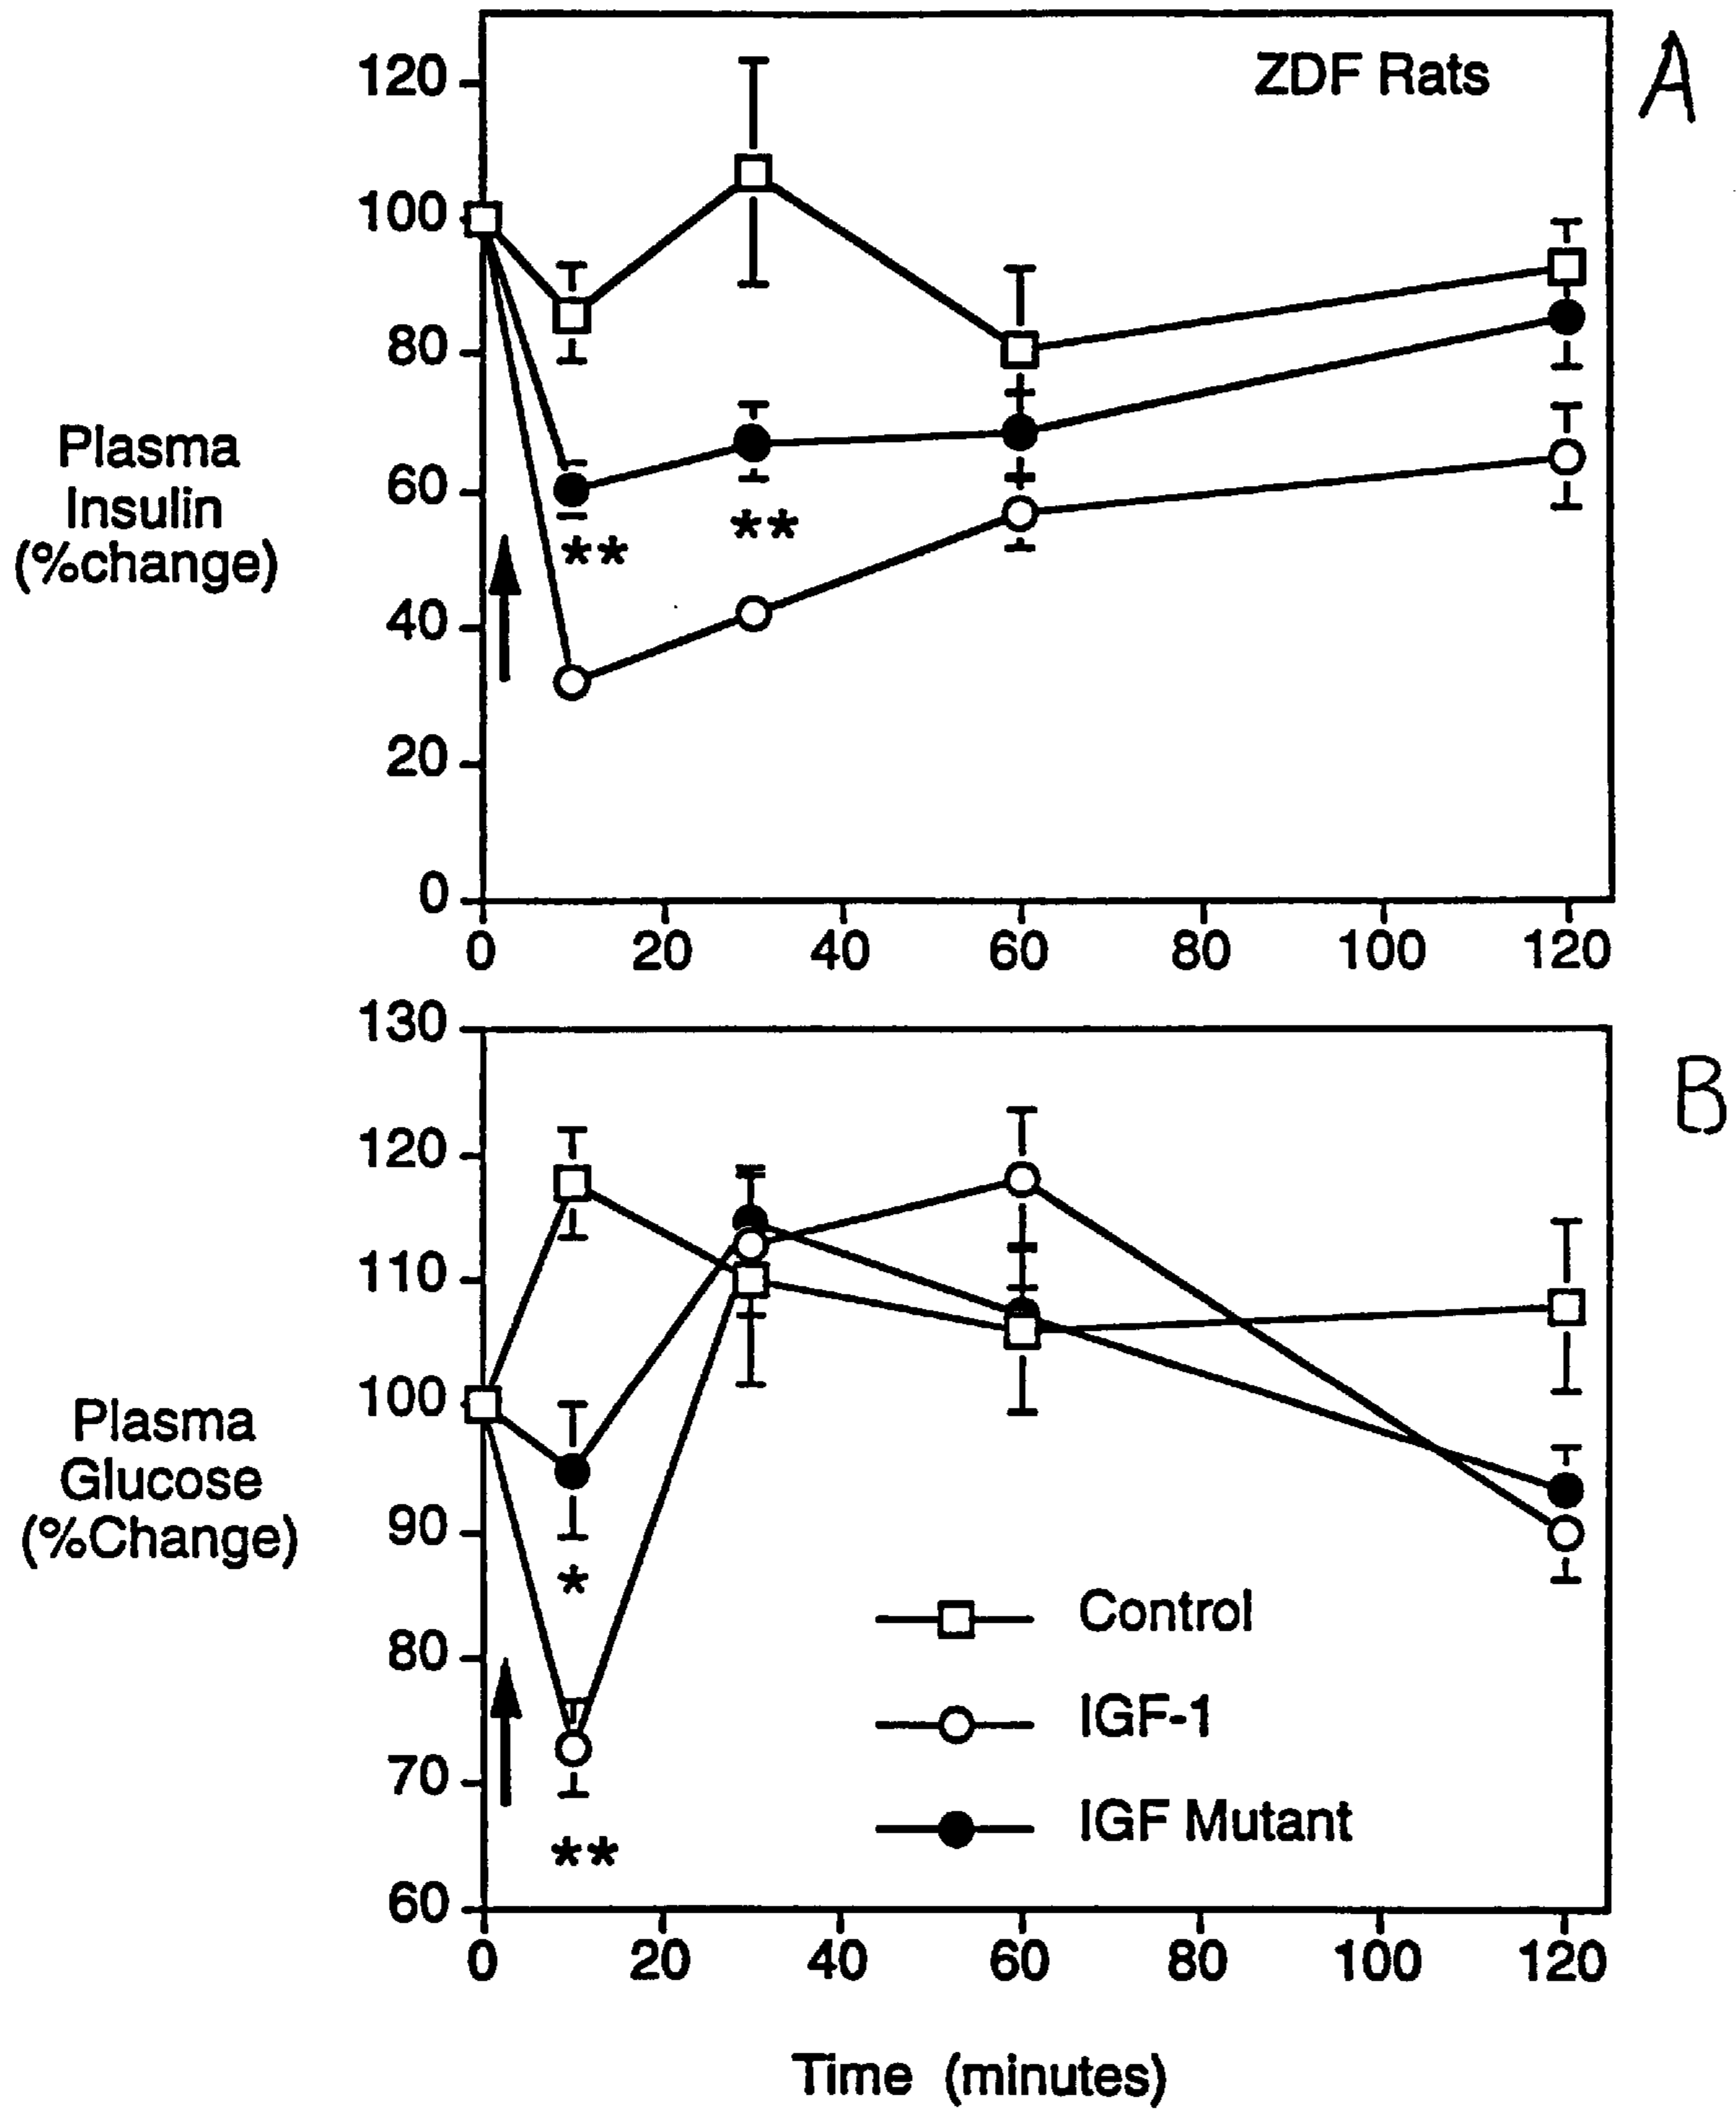 ZDF Rats
A
120
100
80
60
40
20
0
Plasma
Insulin
(%change)
**
**
0 20 40 60 80 100 120
B
130
120
110
100
90
80
70
60
Plasma
Glucose
(%Change)
*
**
Control
IGF-1
IGF Mutant
0 20 40 60 80 100 120
Time (minutes)